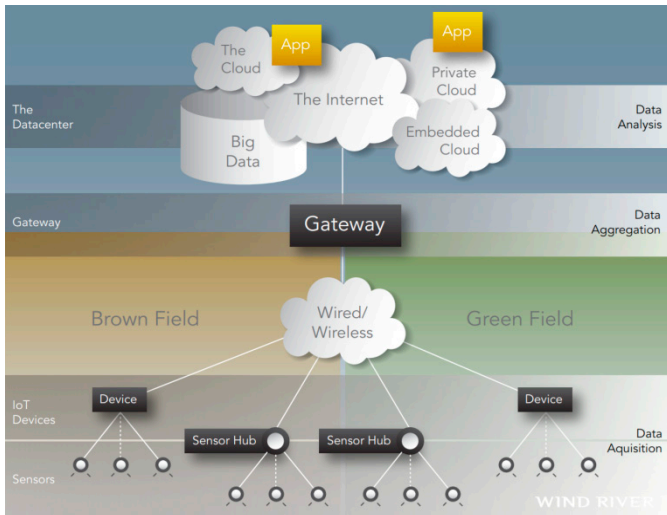 App
App
The
Cloud
The Internet
Private
Cloud
The
Datacenter
Big
Data
Embedded
Cloud
Data
Analysis
Gateway
Gateway
Data
Aggregation
Brown Field
Wired/
Wireless
Green Field
IoT
Devices
Device
Device
Sensor Hub
Sensor Hub
Data
Aquisition
Sensors
WIND RIVER